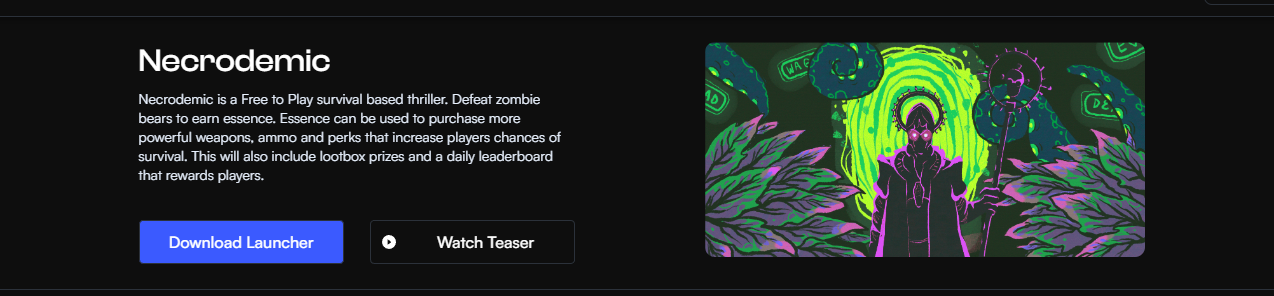 Necrodemic
Necrodemic is a Free to Play survival based thriller. Defeat zombie
bears to earn essence. Essence can be used to purchase more
powerful weapons, ammo and perks that increase players chances of
survival. This will also include lootbox prizes and a daily leaderboard
that rewards players.
Download Launcher
Watch Teaser